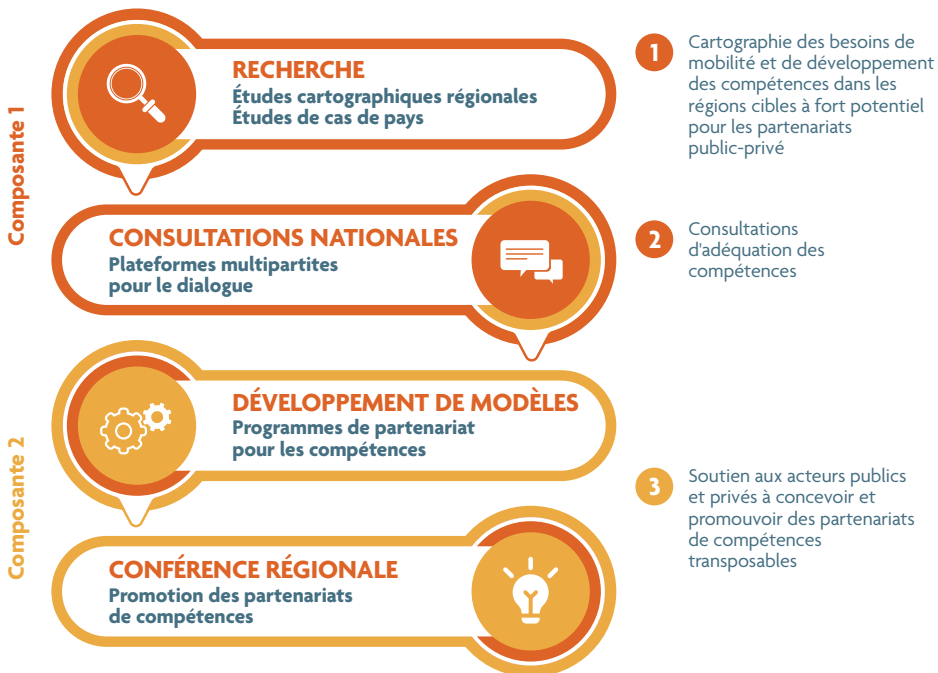 Composante 1
RECHERCHE
Études cartographiques régionales
Études de cas de pays
1
Cartographie des besoins de
mobilité et de développement
des compétences dans les
régions cibles à fort potentiel
pour les partenariats
public-privé
CONSULTATIONS NATIONALES
Plateformes multipartites
pour le dialogue
2
Consultations
d'adéquation des
compétences
Composante 2
DÉVELOPPEMENT DE MODÈLES
Programmes de partenariat
pour les compétences
3
Soutien aux acteurs publics
et privés à concevoir et
promouvoir des partenariats
de compétences
transposables
CONFÉRENCE RÉGIONALE
Promotion des partenariats
de compétences